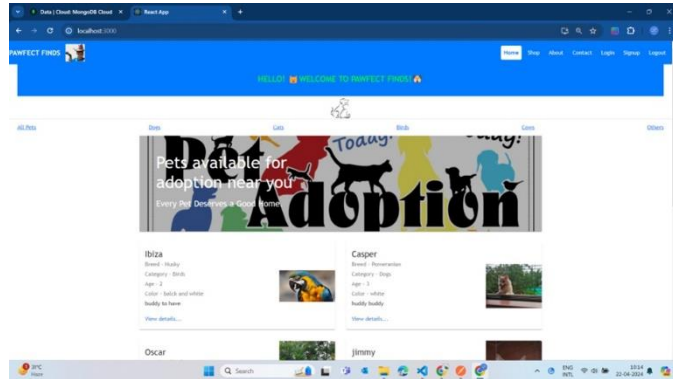 Data | Cloud: MongoDB Cloud
React App
localhost:3000
PAWFECT FINDS
Home Shop About Contact Login Signup Logout
HELLO! WELCOME TO PAWFECT FINDS!
All Pets Dogs Cats Birds Cows Others
Today!
Pet
Adoption
Pets available for
adoption near you
Every Pet Deserves a Good Home
Ibiza
Breed - Husky
Category - Birds
Age - 2
Color - balck and white
buddy to have
View details...
Casper
Breed - Pomeranian
Category - Dogs
Age - 3
Color - white
buddy buddy
View details...
Oscar
jimmy
31°C
Haze
Search
ENG
INTL
10:14
22-04-2024